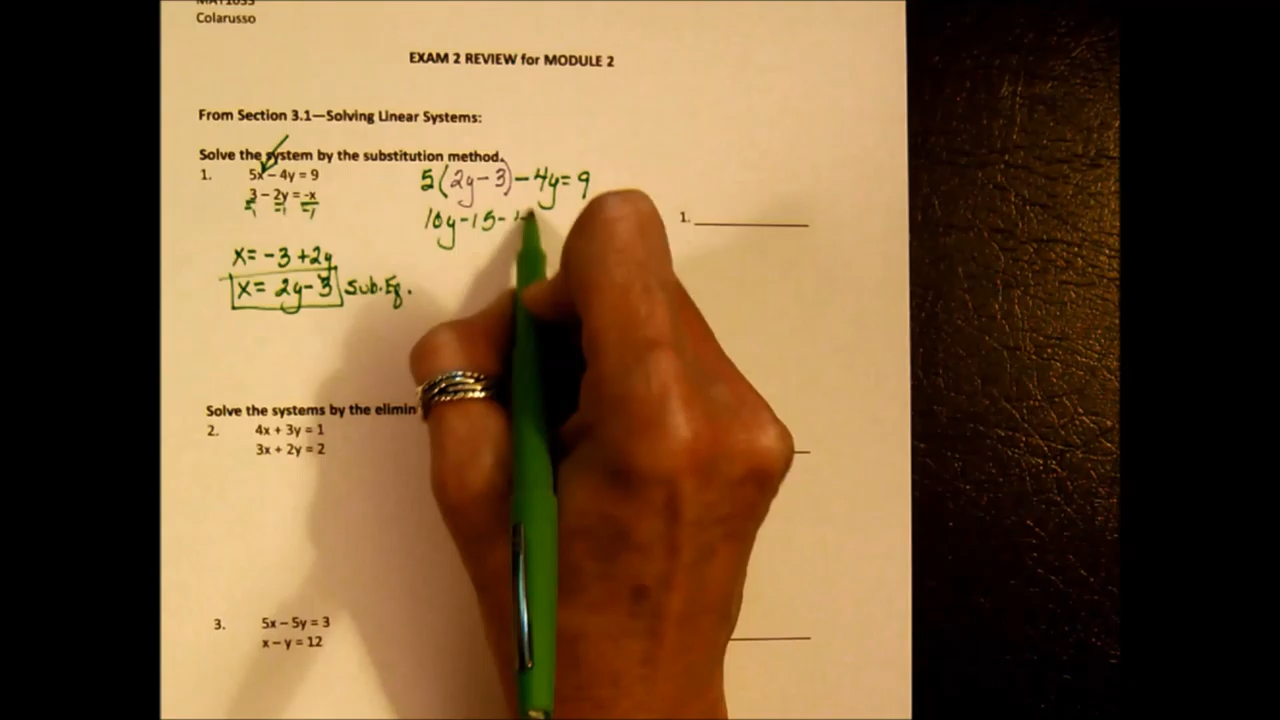 Colarusso
EXAM 2 REVIEW for MODULE 2
From Section 3.1—Solving Linear Systems:
Solve the system by the substitution method.
1. 5x – 4y = 9
3 – 2y = -x
-1 -1 -1
x = -3 + 2y
x = 2y - 3 Sub. Eq.
5(2y - 3) - 4y = 9
10y - 15 -
1.
Solve the systems by the elimin
2. 4x + 3y = 1
3x + 2y = 2
3. 5x – 5y = 3
x – y = 12